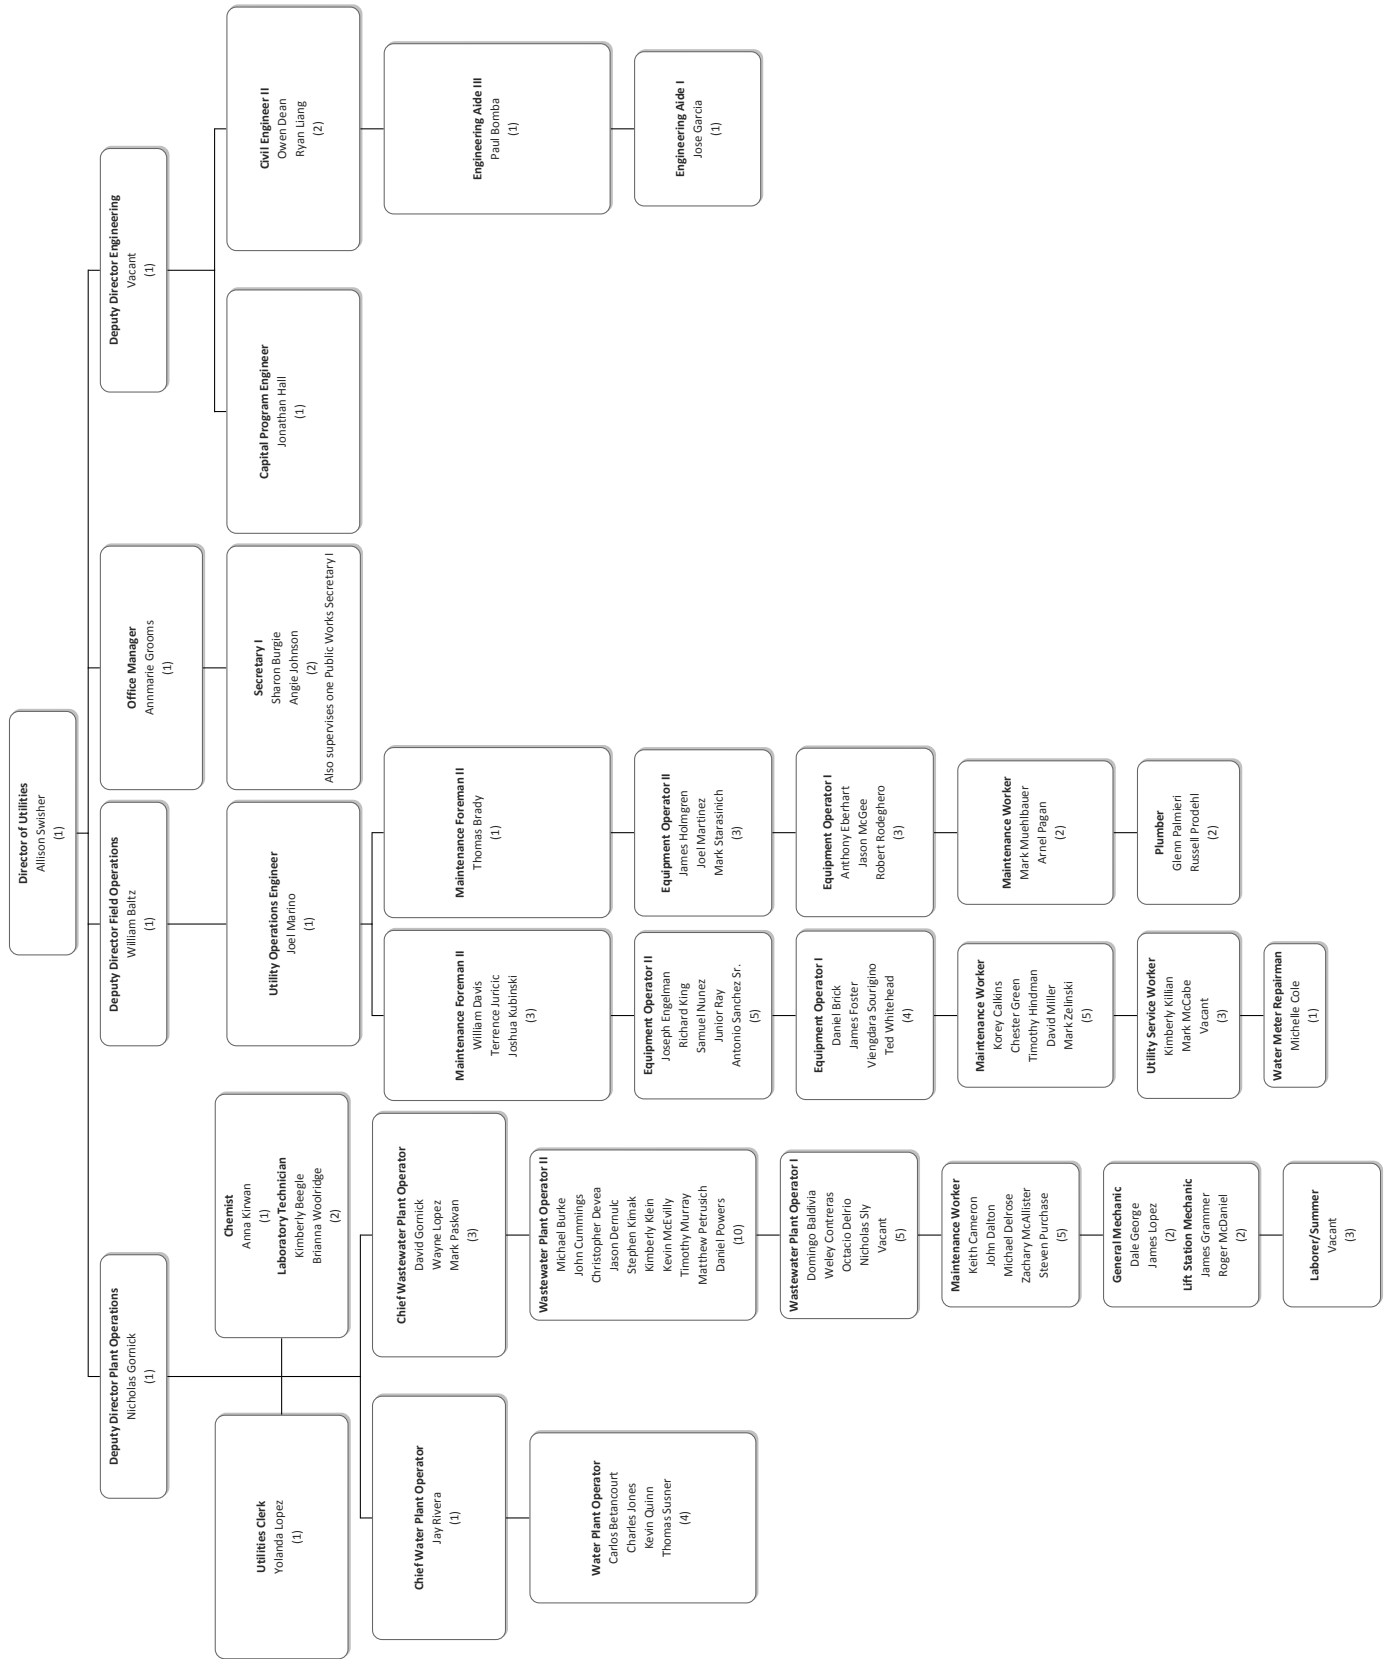 Director of Utilities
Allison Swisher
(1)
Deputy Director Plant Operations
Nicholas Gornick
(1)
Deputy Director Field Operations
William Baltz
(1)
Office Manager
Annmarie Grooms
(1)
Deputy Director Engineering
Vacant
(1)
Utilities Clerk
Yolanda Lopez
(1)
Chemist
Anna Kirwan
(1)
Laboratory Technician
Kimberly Beegle
Brianna Woolridge
(2)
Utility Operations Engineer
Joel Marino
(1)
Secretary I
Sharon Burgie
Angie Johnson
(2)
Also supervises one Public Works Secretary I
Capital Program Engineer
Jonathan Hall
(1)
Civil Engineer II
Owen Dean
Ryan Liang
(2)
Chief Water Plant Operator
Jay Rivera
(1)
Chief Wastewater Plant Operator
David Gornick
Wayne Lopez
Mark Paskvan
(3)
Maintenance Foreman II
William Davis
Terrence Juricic
Joshua Kubinski
(3)
Maintenance Foreman II
Thomas Brady
(1)
Engineering Aide III
Paul Bomba
(1)
Water Plant Operator
Carlos Betancourt
Charles Jones
Kevin Quinn
Thomas Susner
(4)
Wastewater Plant Operator II
Michael Burke
John Cummings
Christopher Devea
Jason Dernulc
Stephen Kimak
Kimberly Klein
Kevin McEvilly
Timothy Murray
Matthew Petrusich
Daniel Powers
(10)
Equipment Operator II
Joseph Engelman
Richard King
Samuel Nunez
Junior Ray
Antonio Sanchez Sr.
(5)
Equipment Operator II
James Holmgren
Joel Martinez
Mark Starasinich
(3)
Engineering Aide I
Jose Garcia
(1)
Wastewater Plant Operator I
Domingo Baldivia
Weley Contreras
Octacio Delrio
Nicholas Sly
Vacant
(5)
Equipment Operator I
Daniel Brick
James Foster
Viengdara Sourigino
Ted Whitehead
(4)
Equipment Operator I
Anthony Eberhart
Jason McGee
Robert Rodeghero
(3)
Maintenance Worker
Keith Cameron
John Dalton
Michael Delrose
Zachary McAllister
Steven Purchase
(5)
Maintenance Worker
Korey Calkins
Chester Green
Timothy Hindman
David Miller
Mark Zelinski
(5)
Maintenance Worker
Mark Muehlbauer
Arnel Pagan
(2)
General Mechanic
Dale George
James Lopez
(2)
Lift Station Mechanic
James Grammer
Roger McDaniel
(2)
Utility Service Worker
Kimberly Killian
Mark McCabe
Vacant
(3)
Plumber
Glenn Palmieri
Russell Prodehl
(2)
Laborer/Summer
Vacant
(3)
Water Meter Repairman
Michelle Cole
(1)